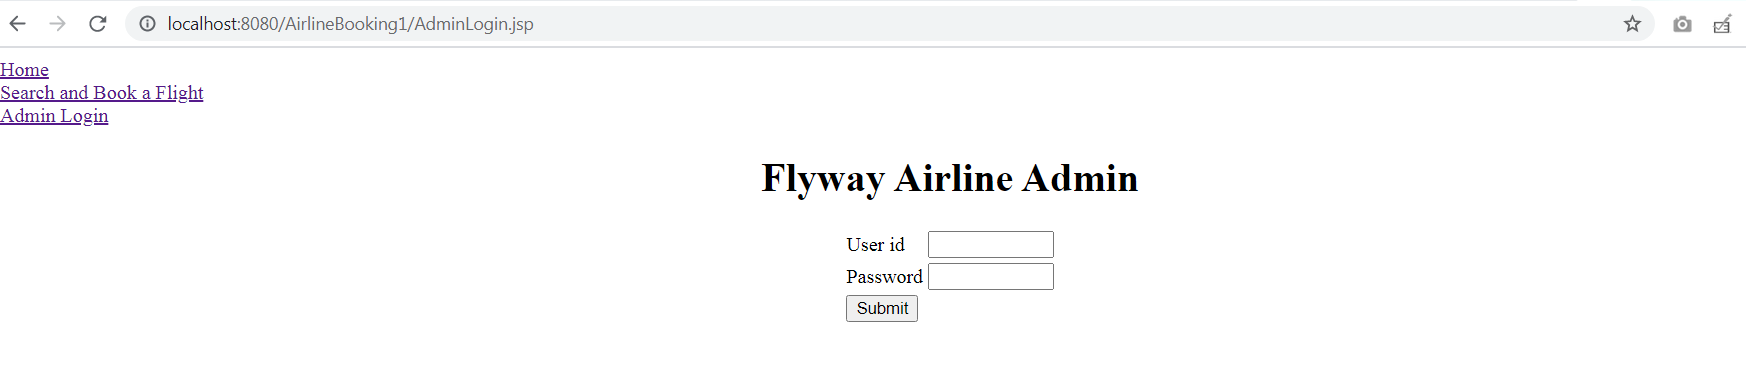 localhost:8080/AirlineBooking1/AdminLogin.jsp
Home
Search and Book a Flight
Admin Login
Flyway Airline Admin
User id
Password
Submit